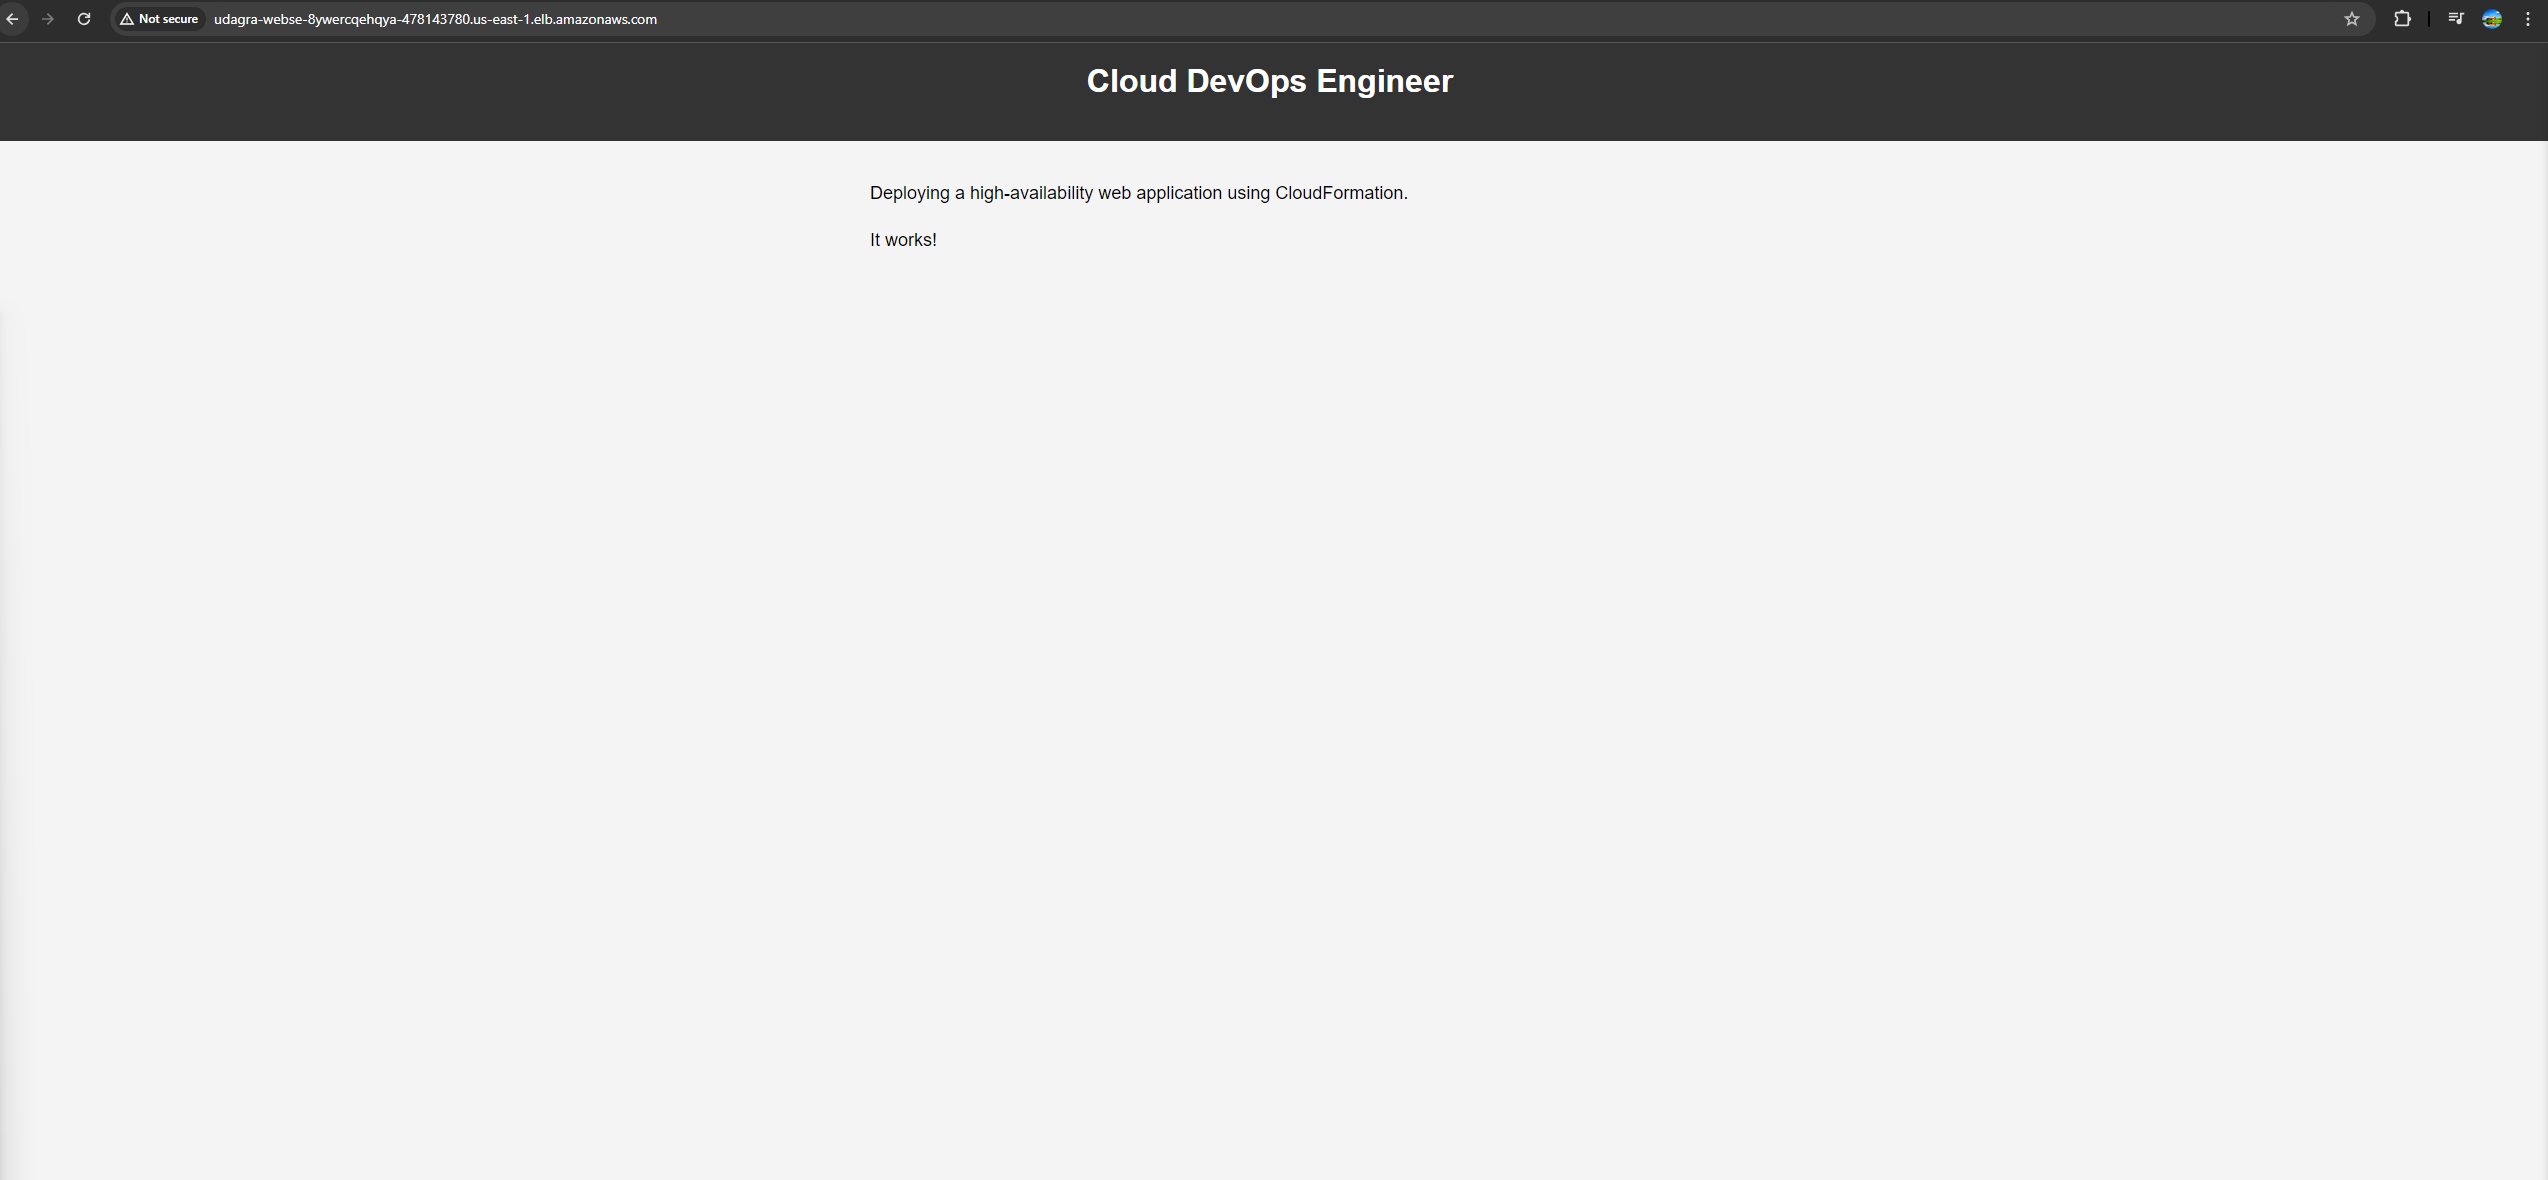 Not secure udagra-webse-8ywercqehqya-478143780.us-east-1.elb.amazonaws.com
Cloud DevOps Engineer
Deploying a high-availability web application using CloudFormation.
It works!